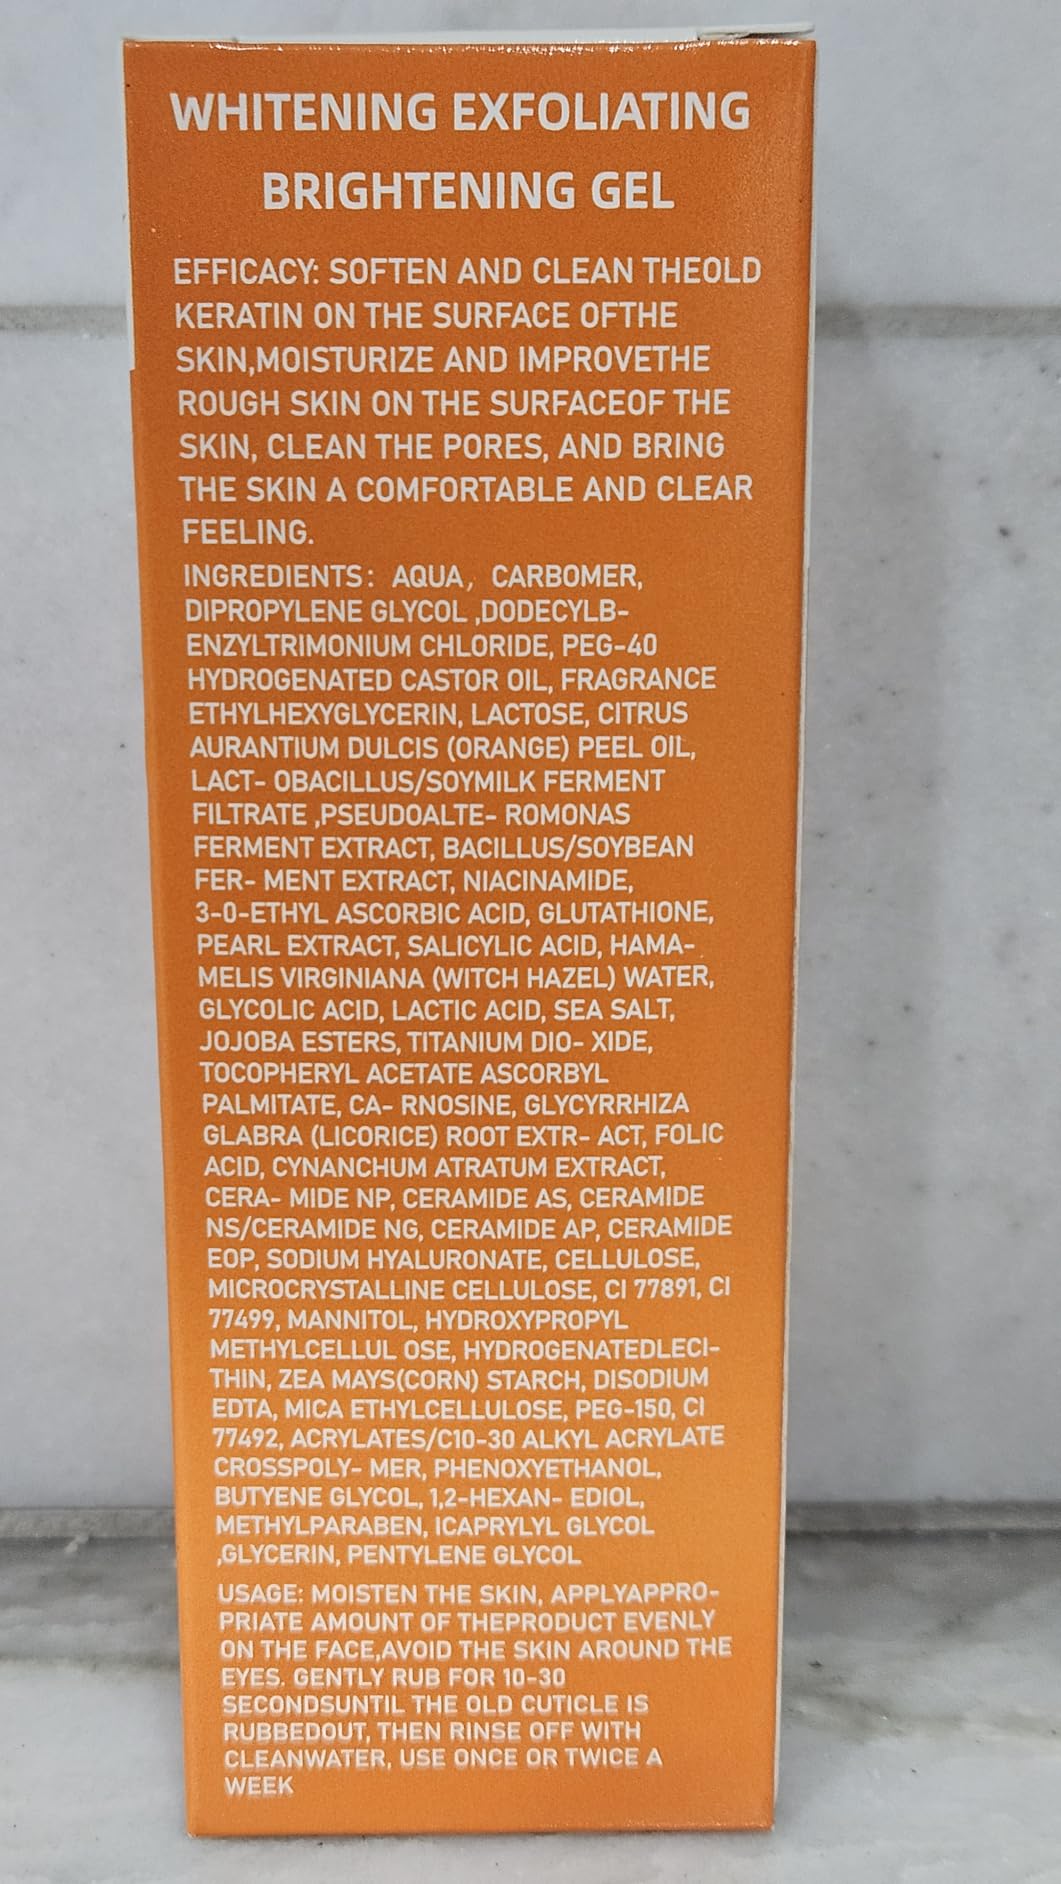 WHITENING EXFOLIATING
BRIGHTENING GEL
EFFICACY: SOFTEN AND CLEAN THEOLD
KERATIN ON THE SURFACE OFTHE
SKIN,MOISTURIZE AND IMPROVETHE
ROUGH SKIN ON THE SURFACEOF THE
SKIN, CLEAN THE PORES, AND BRING
THE SKIN A COMFORTABLE AND CLEAR
FEELING.
INGREDIENTS: AQUA, CARBOMER,
DIPROPYLENE GLYCOL ,DODECYLB-
ENZYLTRIMONIUM CHLORIDE, PEG-40
HYDROGENATED CASTOR OIL, FRAGRANCE
ETHYLHEXYGLYCERIN, LACTOSE, CITRUS
AURANTIUM DULCIS (ORANGE) PEEL OIL,
LACT- OBACILLUS/SOYMILK FERMENT
FILTRATE ,PSEUDOALTE- ROMONAS
FERMENT EXTRACT, BACILLUS/SOYBEAN
FER- MENT EXTRACT, NIACINAMIDE,
3-0-ETHYL ASCORBIC ACID, GLUTATHIONE,
PEARL EXTRACT, SALICYLIC ACID, HAMA-
MELIS VIRGINIANA (WITCH HAZEL) WATER,
GLYCOLIC ACID, LACTIC ACID, SEA SALT,
JOJOBA ESTERS, TITANIUM DIO- XIDE,
TOCOPHERYL ACETATE ASCORBYL
PALMITATE, CA- RNOSINE, GLYCYRRHIZA
GLABRA (LICORICE) ROOT EXTR- ACT, FOLIC
ACID, CYNANCHUM ATRATUM EXTRACT,
CERA- MIDE NP, CERAMIDE AS, CERAMIDE
NS/CERAMIDE NG, CERAMIDE AP, CERAMIDE
EOP, SODIUM HYALURONATE, CELLULOSE,
MICROCRYSTALLINE CELLULOSE, CI 77891, CI
77499, MANNITOL, HYDROXYPROPYL
METHYLCELLUL OSE, HYDROGENATEDLECI-
THIN, ZEA MAYS(CORN) STARCH, DISODIUM
EDTA, MICA ETHYLCELLULOSE, PEG-150, CI
77492, ACRYLATES/C10-30 ALKYL ACRYLATE
CROSSPOLY- MER, PHENOXYETHANOL,
BUTYENE GLYCOL, 1,2-HEXAN- EDIOL,
METHYLPARABEN, ICAPRYLYL GLYCOL
,GLYCERIN, PENTYLENE GLYCOL
USAGE: MOISTEN THE SKIN, APPLYAPPRO-
PRIATE AMOUNT OF THEPRODUCT EVENLY
ON THE FACE,AVOID THE SKIN AROUND THE
EYES. GENTLY RUB FOR 10-30
SECONDSUNTIL THE OLD CUTICLE IS
RUBBEDOUT, THEN RINSE OFF WITH
CLEANWATER, USE ONCE OR TWICE A
WEEK